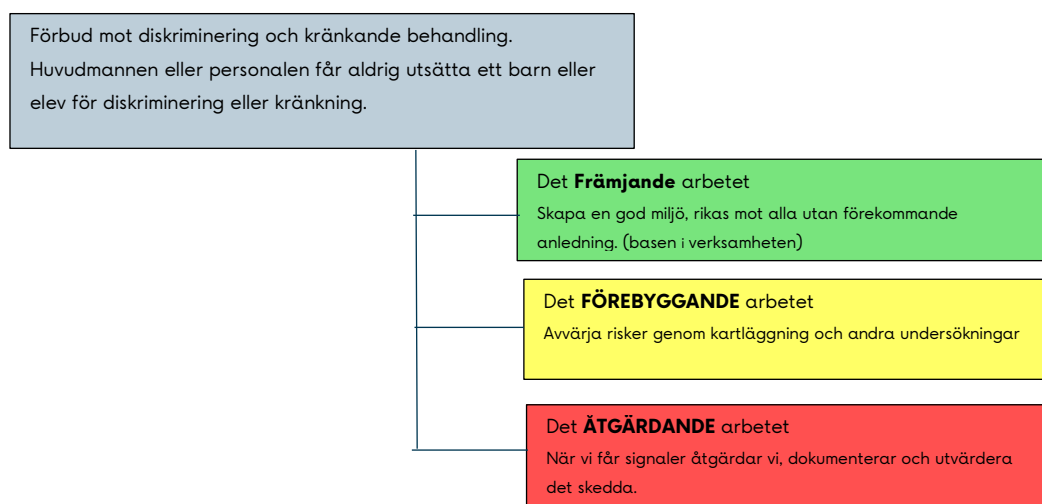 Förbud mot diskriminering och kränkande behandling.
Huvudmannen eller personalen får aldrig utsätta ett barn eller
elev för diskriminering eller kränkning.
Det Främjande arbetet
Skapa en god miljö, rikas mot alla utan förekommande
anledning. (basen i verksamheten)
Det FÖREBYGGANDE arbetet
Avvärja risker genom kartläggning och andra undersökningar
Det ÅTGÄRDANDE arbetet
När vi får signaler åtgärdar vi, dokumenterar och utvärdera
det skedda.